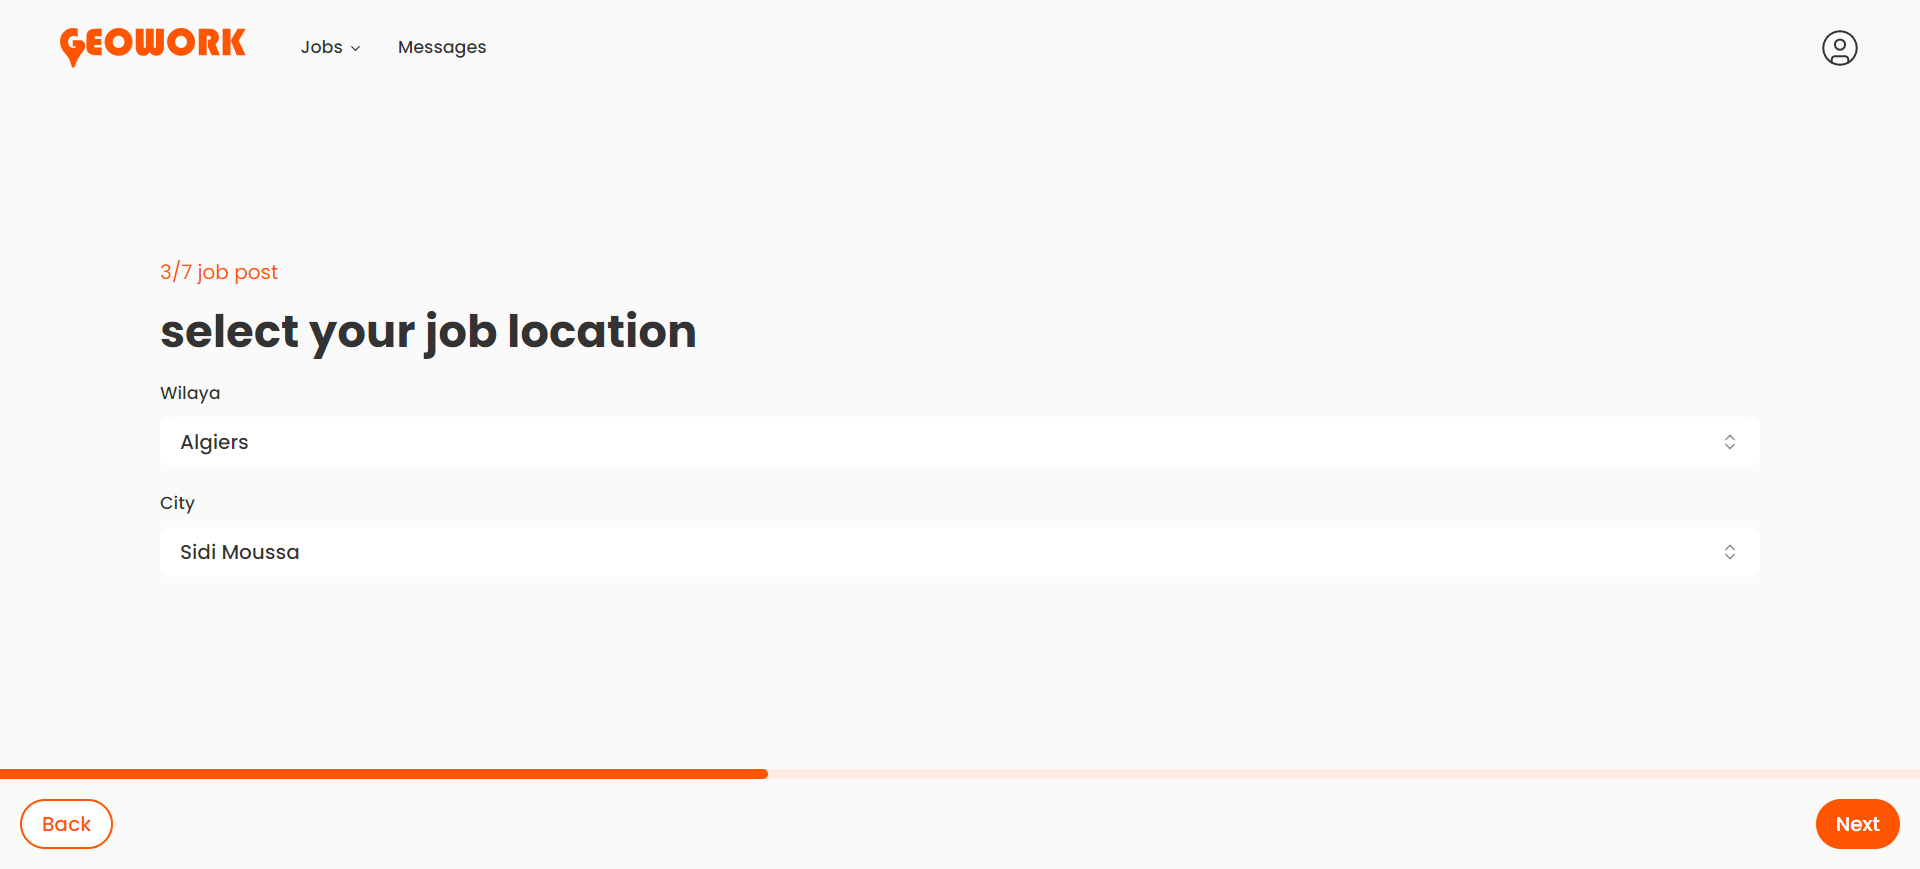 GEOWORK
Jobs
Messages
3/7 job post
select your job location
Wilaya
Algiers
City
Sidi Moussa
Back
Next